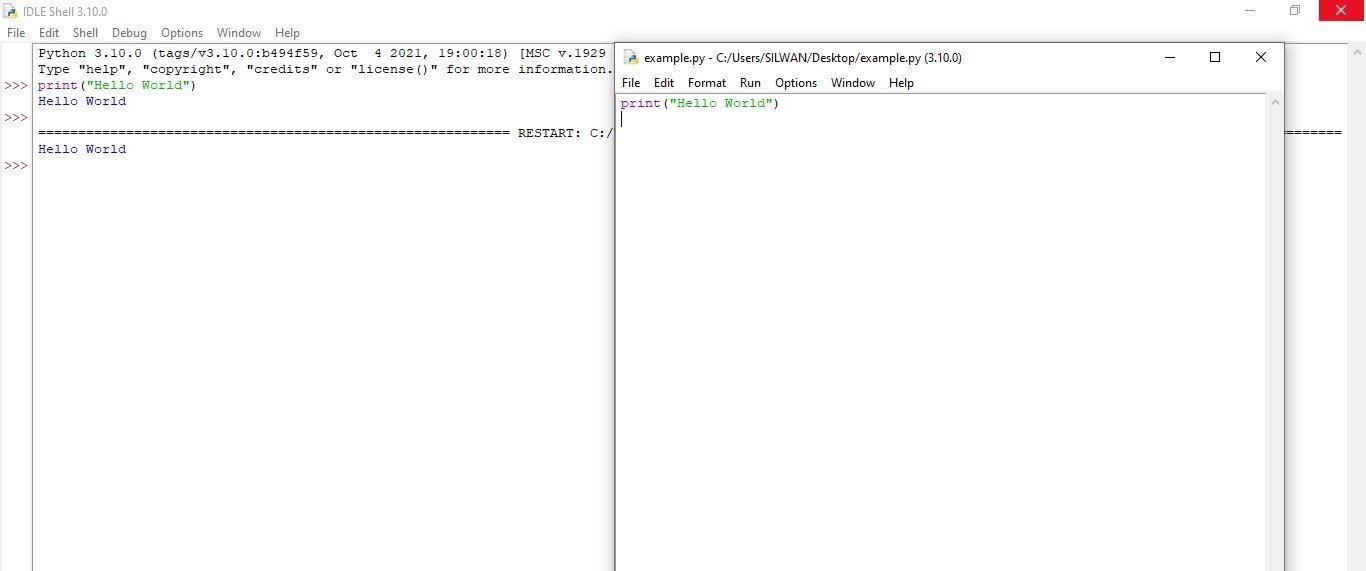 IDLE Shell 3.10.0
File Edit Shell Debug Options Window Help
Python 3.10.0 (tags/v3.10.0:b494f59, Oct  4 2021, 19:00:18) [MSC v.1929
Type "help", "copyright", "credits" or "license()" for more information.
>>> print("Hello World")
Hello World
>>>
=========================================================== RESTART: C:/ =======
Hello World
>>>
example.py - C:/Users/SILWAN/Desktop/example.py (3.10.0)
File Edit Format Run Options Window Help
print("Hello World")